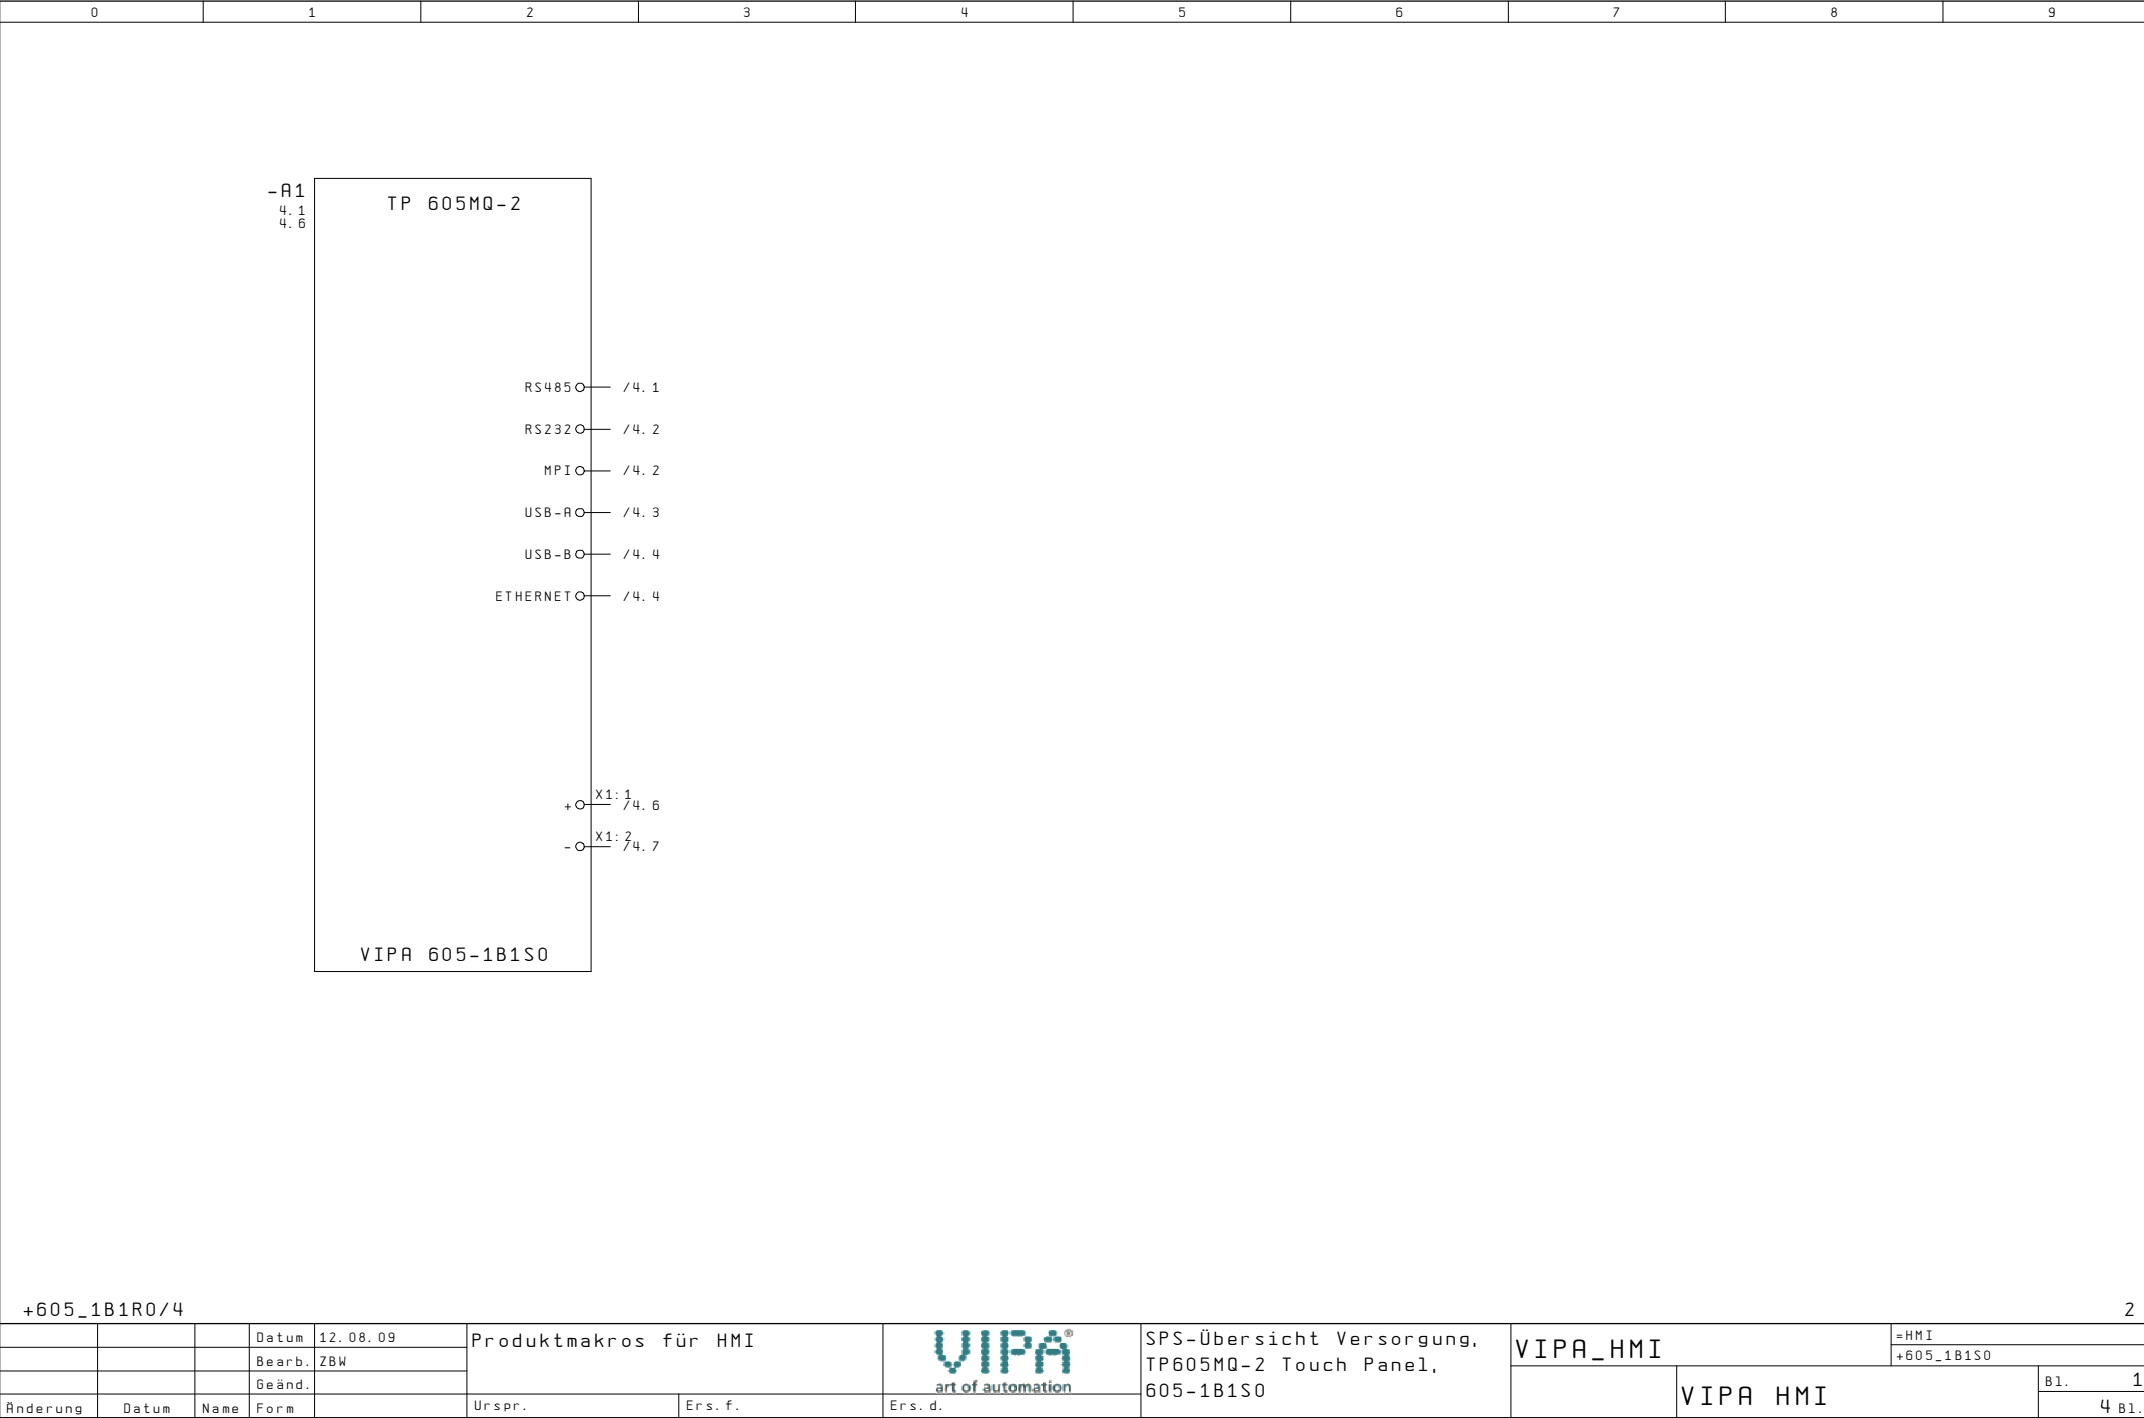 0 1 2 3 4 5 6 7 8 9
-A1
4.1
4.6
TP 605MQ-2
RS485 /4.1
RS232 /4.2
MPI /4.2
USB-A /4.3
USB-B /4.4
ETHERNET /4.4
X1:1
+ /4.6
X1:2
- /4.7
VIPA 605-1B1S0
+605_1B1R0/4 2
Datum 12.08.09
Bearb. ZBW
Geänd.
Änderung Datum Name Form
Produktmakros für HMI
Urspr. Ers.f. Ers.d.
VIPA®
art of automation
SPS-Übersicht Versorgung,
TP605MQ-2 Touch Panel,
605-1B1S0
VIPA_HMI
VIPA HMI
=HMI
+605_1B1S0
Bl. 1
4 Bl.